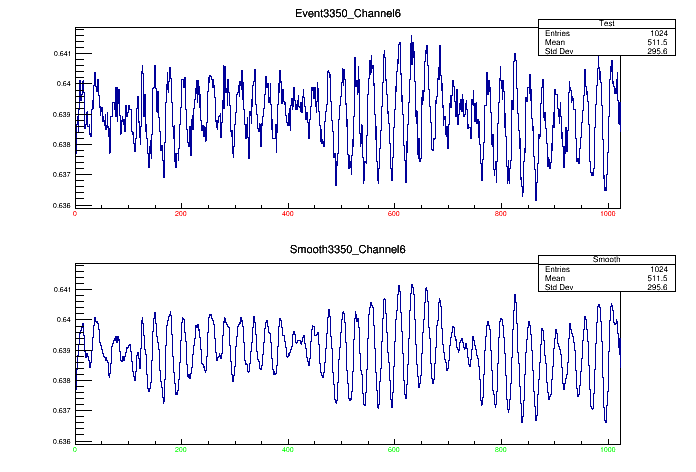 Event3350_Channel6
Test
Entries 1024
Mean 511.5
Std Dev 295.6
0.641
0.64
0.639
0.638
0.637
0.636
0 200 400 600 800 1000
Smooth3350_Channel6
Smooth
Entries 1024
Mean 511.5
Std Dev 295.6
0.641
0.64
0.639
0.638
0.637
0.636
0 200 400 600 800 1000